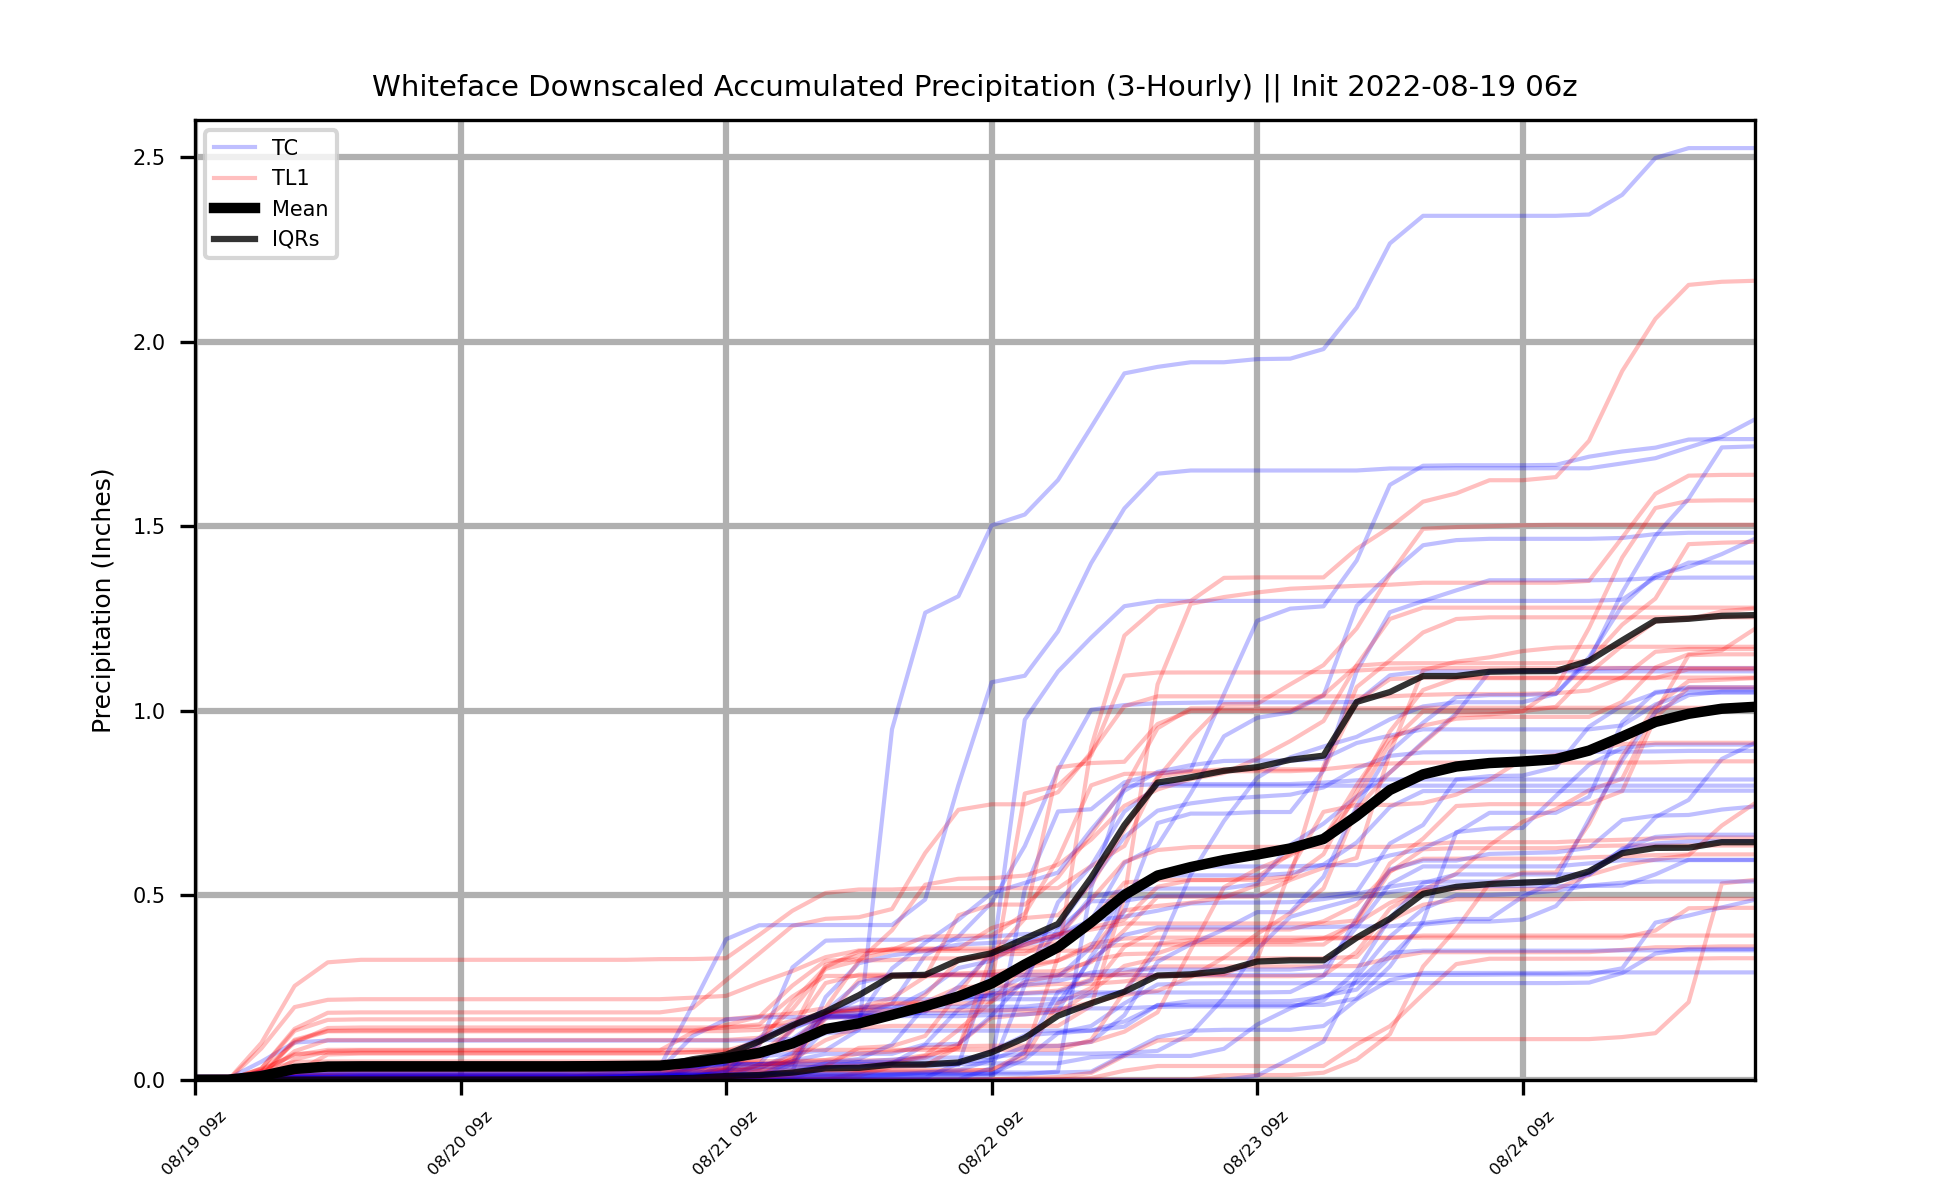 Whiteface Downscaled Accumulated Precipitation (3-Hourly) || Init 2022-08-19 06z
TC
TL1
Mean
IQRs
Precipitation (Inches)
2.5
2.0
1.5
1.0
0.5
0.0
08/19 09z
08/20 09z
08/21 09z
08/22 09z
08/23 09z
08/24 09z